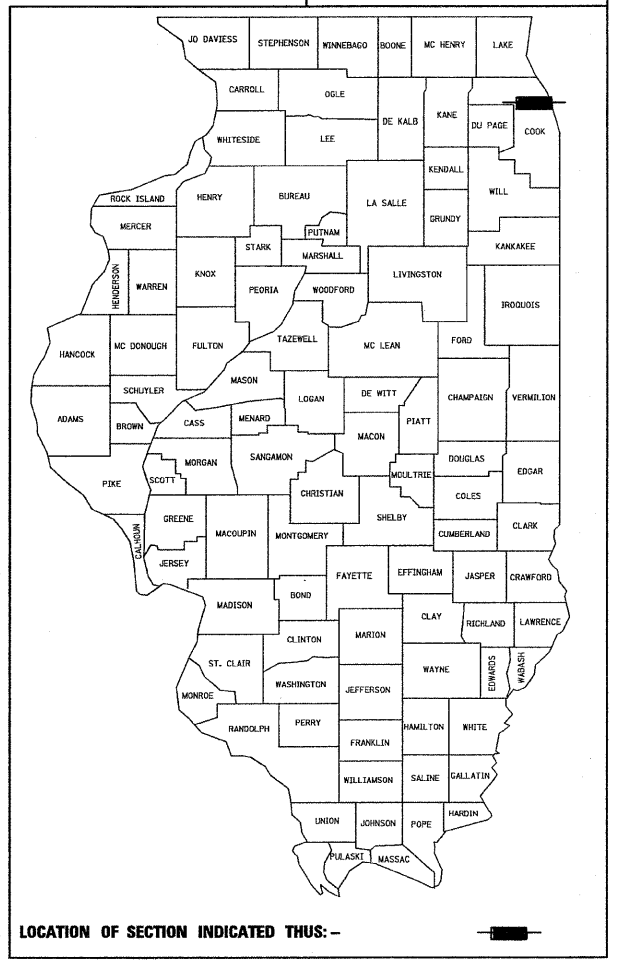 JO DAVIESS STEPHENSON WINNEBAGO BOONE MC HENRY LAKE
CARROLL OGLE DE KALB KANE DU PAGE COOK
WHITESIDE LEE
KENDALL
ROCK ISLAND HENRY BUREAU LA SALLE WILL
MERCER PUTNAM GRUNDY
STARK MARSHALL KANKAKEE
HENDERSON WARREN KNOX PEORIA WOODFORD LIVINGSTON
IROQUOIS
HANCOCK MC DONOUGH FULTON TAZEWELL MC LEAN FORD
MASON
SCHUYLER LOGAN DE WITT CHAMPAIGN VERMILION
ADAMS BROWN CASS MENARD PIATT
MACON
PIKE SCOTT MORGAN SANGAMON MOULTRIE DOUGLAS EDGAR
CHRISTIAN COLES
GREENE SHELBY
CALHOUN MACOUPIN MONTGOMERY CUMBERLAND CLARK
JERSEY
FAYETTE EFFINGHAM JASPER CRAWFORD
MADISON BOND
CLAY RICHLAND LAWRENCE
CLINTON MARION
ST. CLAIR WAYNE EDWARDS WABASH
WASHINGTON JEFFERSON
MONROE
RANDOLPH PERRY HAMILTON WHITE
FRANKLIN
WILLIAMSON SALINE GALLATIN
UNION JOHNSON POPE HARDIN
PULASKI MASSAC
LOCATION OF SECTION INDICATED THUS: –